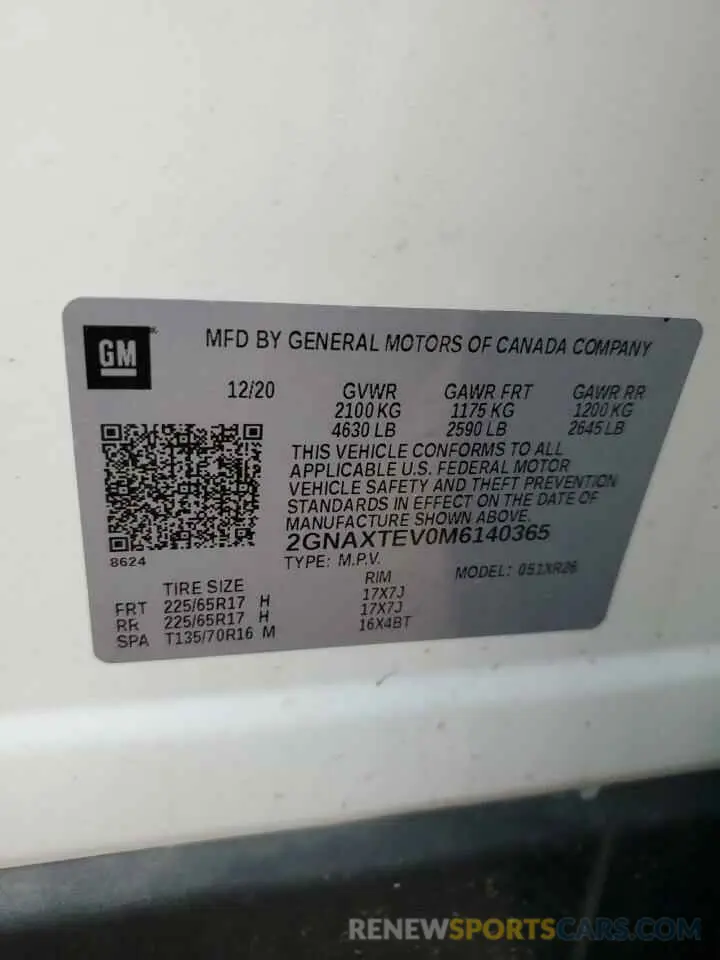 GM
MFD BY GENERAL MOTORS OF CANADA COMPANY
12/20 GVWR GAWR FRT GAWR RR
2100 KG 1175 KG 1200 KG
4630 LB 2590 LB 2645 LB
THIS VEHICLE CONFORMS TO ALL
APPLICABLE U.S. FEDERAL MOTOR
VEHICLE SAFETY AND THEFT PREVENTION
STANDARDS IN EFFECT ON THE DATE OF
MANUFACTURE SHOWN ABOVE.
2GNAXTEV0M6140365
8624
TYPE: M.P.V. MODEL: 051XR26
TIRE SIZE RIM
FRT 225/65R17 H 17X7J
RR 225/65R17 H 17X7J
SPA T135/70R16 M 16X4BT
RENEWSPORTSCARS.COM